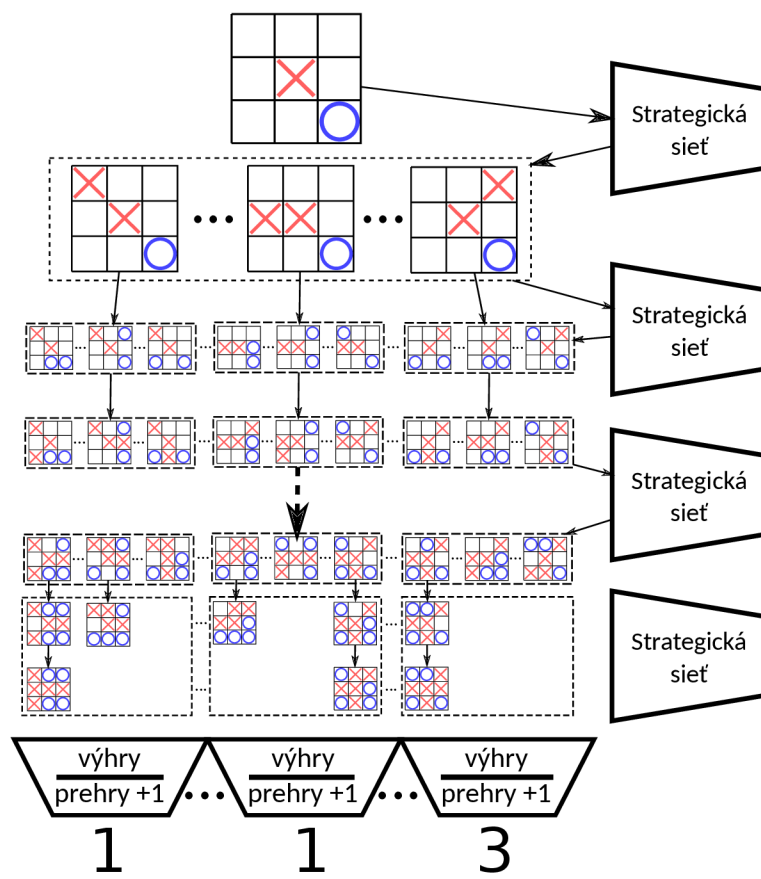 Strategická
sieť
Strategická
sieť
Strategická
sieť
Strategická
sieť
výhry
prehry +1
výhry
prehry +1
výhry
prehry +1
1
1
3